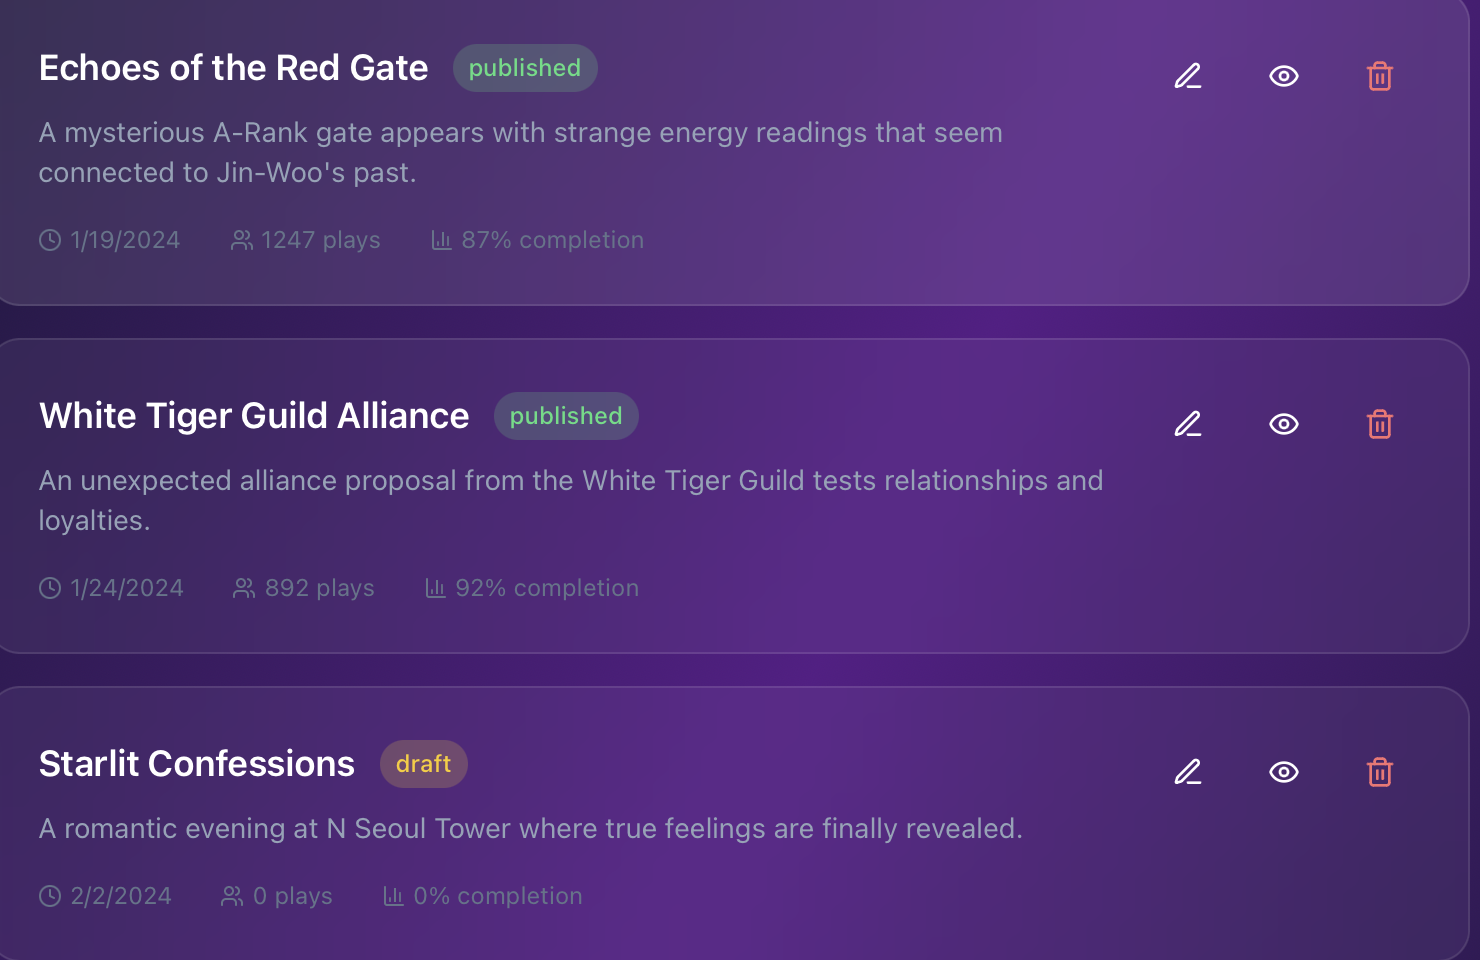 Echoes of the Red Gate published
A mysterious A-Rank gate appears with strange energy readings that seem
connected to Jin-Woo's past.
1/19/2024 1247 plays 87% completion
White Tiger Guild Alliance published
An unexpected alliance proposal from the White Tiger Guild tests relationships and
loyalties.
1/24/2024 892 plays 92% completion
Starlit Confessions draft
A romantic evening at N Seoul Tower where true feelings are finally revealed.
2/2/2024 0 plays 0% completion